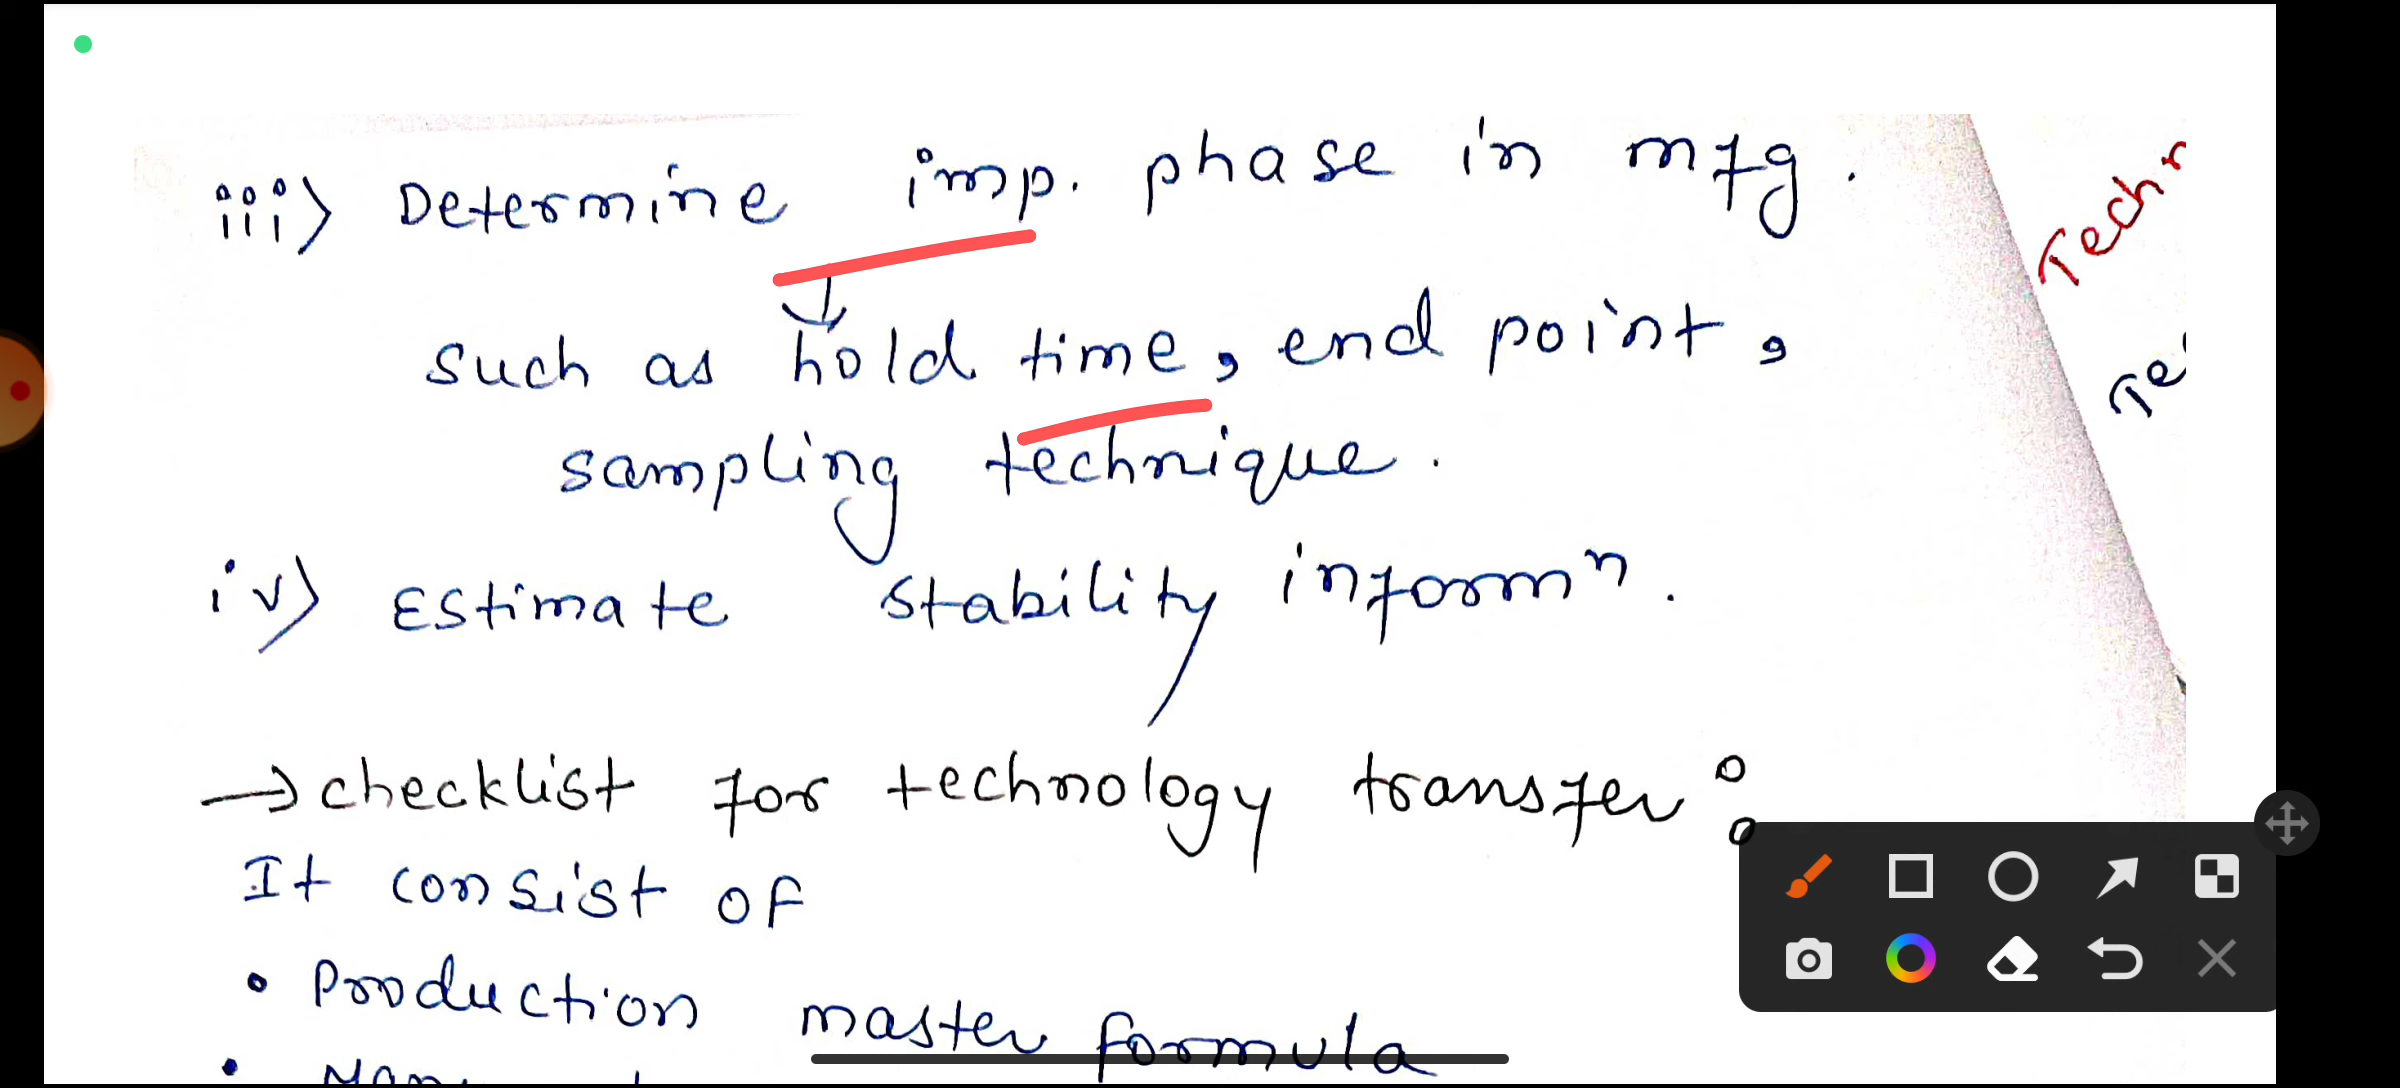 iii) Determine imp. phase in mfg.
such as hold time, end point,
sampling technique.
iv) Estimate stability informⁿ.
→ checklist for technology transfer :
It consist of
• Production master formula